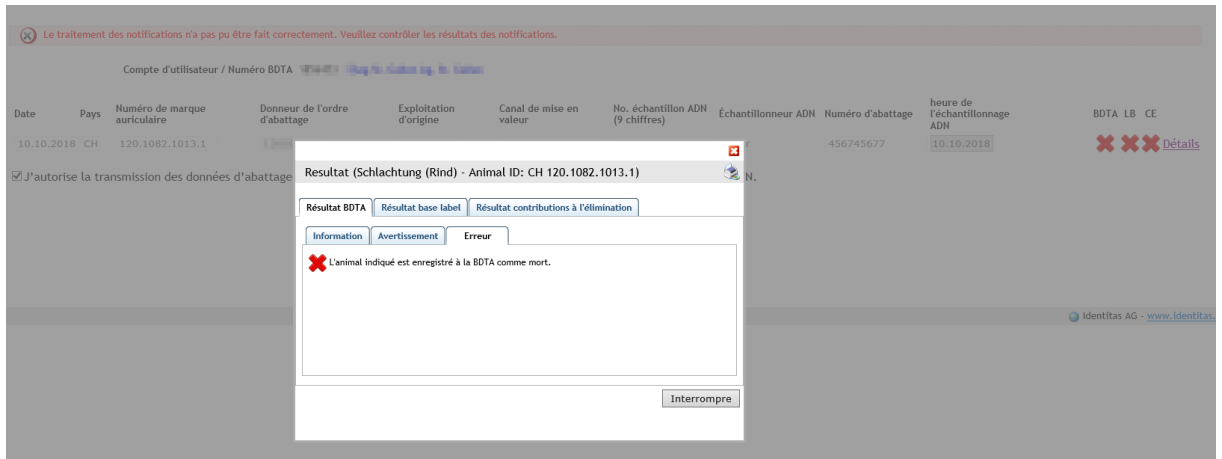 Le traitement des notifications n'a pas pu être fait correctement. Veuillez contrôler les résultats des notifications.
Compte d'utilisateur / Numéro BDTA
Date Pays Numéro de marque auriculaire Donneur de l'ordre d'abattage Exploitation d'origine Canal de mise en valeur No. échantillon ADN (9 chiffres) Échantillonneur ADN Numéro d'abattage heure de l'échantillonnage ADN BDTA LB CE
10.10.2018 CH 120.1082.1013.1 456745677 10.10.2018 Détails
J'autorise la transmission des données d'abattage N.
Resultat (Schlachtung (Rind) - Animal ID: CH 120.1082.1013.1)
Résultat BDTA Résultat base label Résultat contributions à l'élimination
Information Avertissement Erreur
L'animal indiqué est enregistré à la BDTA comme mort.
Identitas AG - www.identitas.
Interrompre